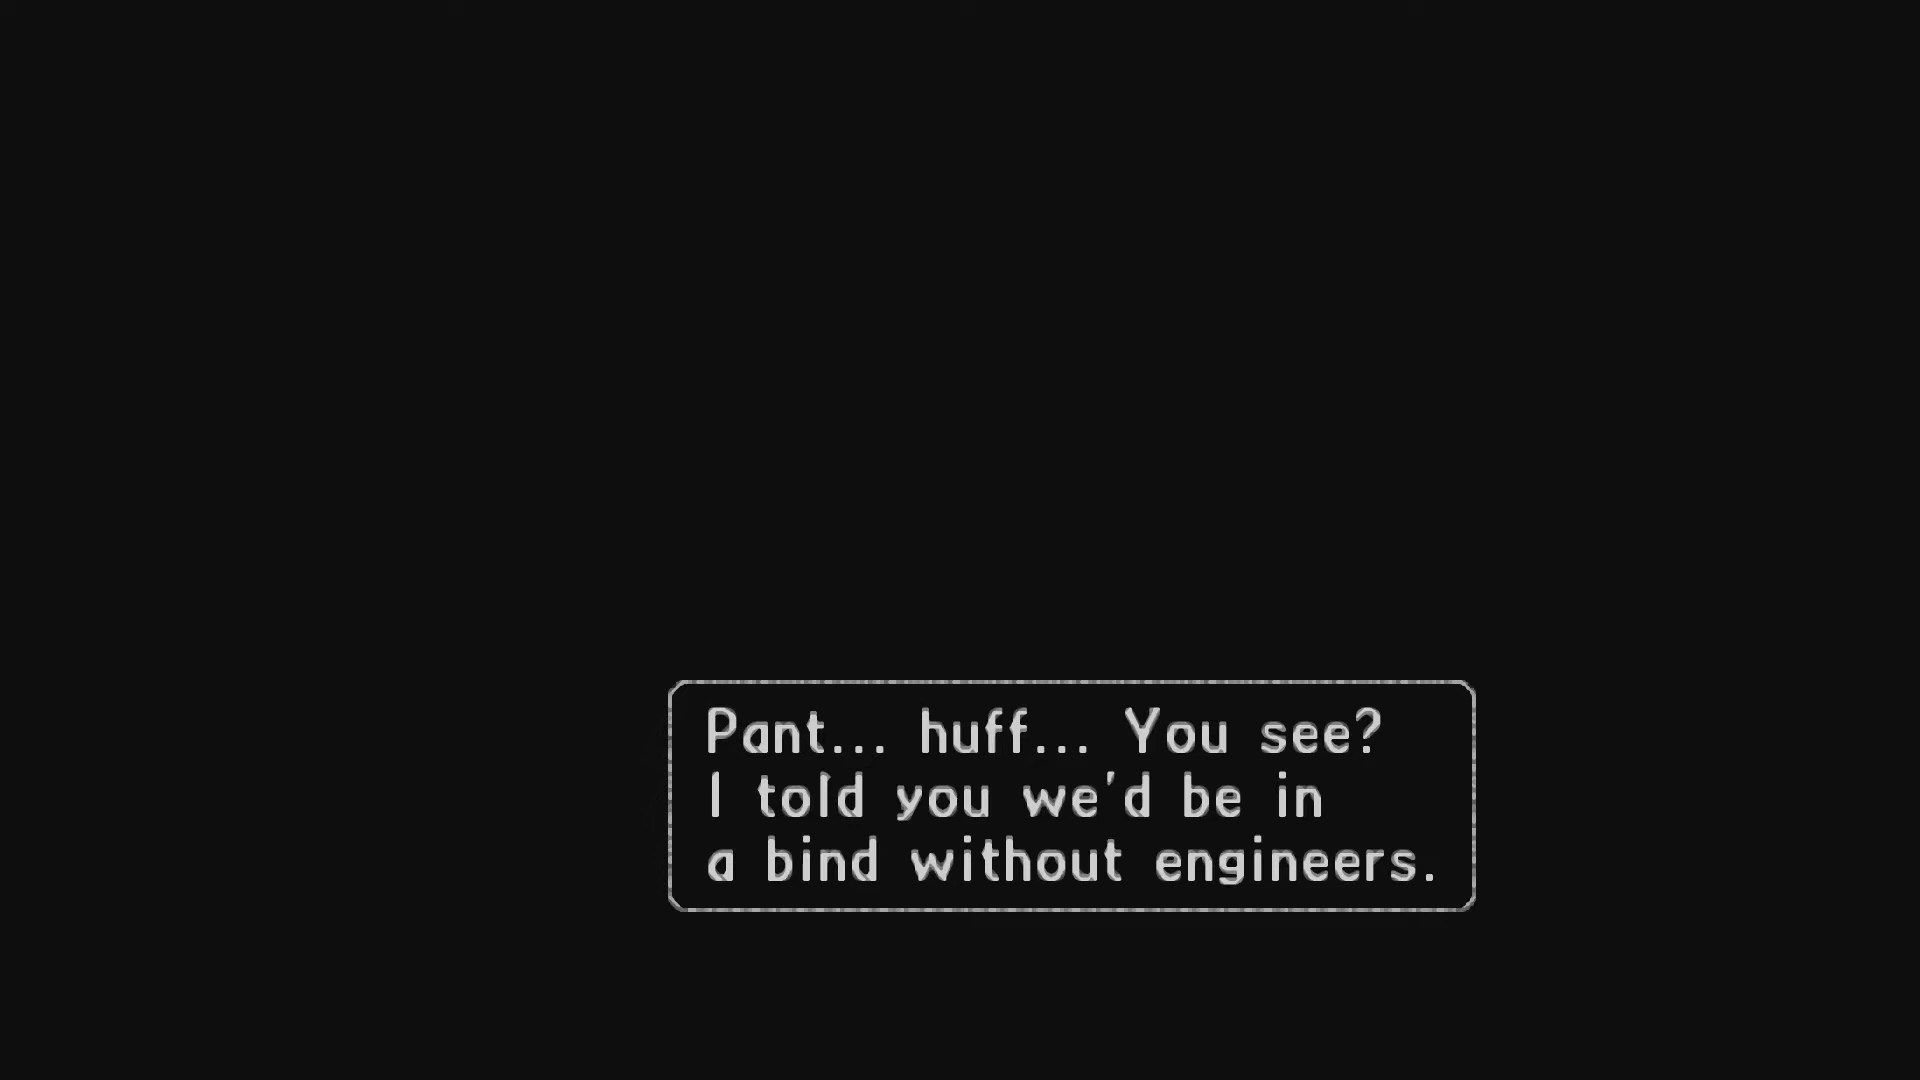 Pant... huff... You see?
I told you we'd be in
a bind without engineers.